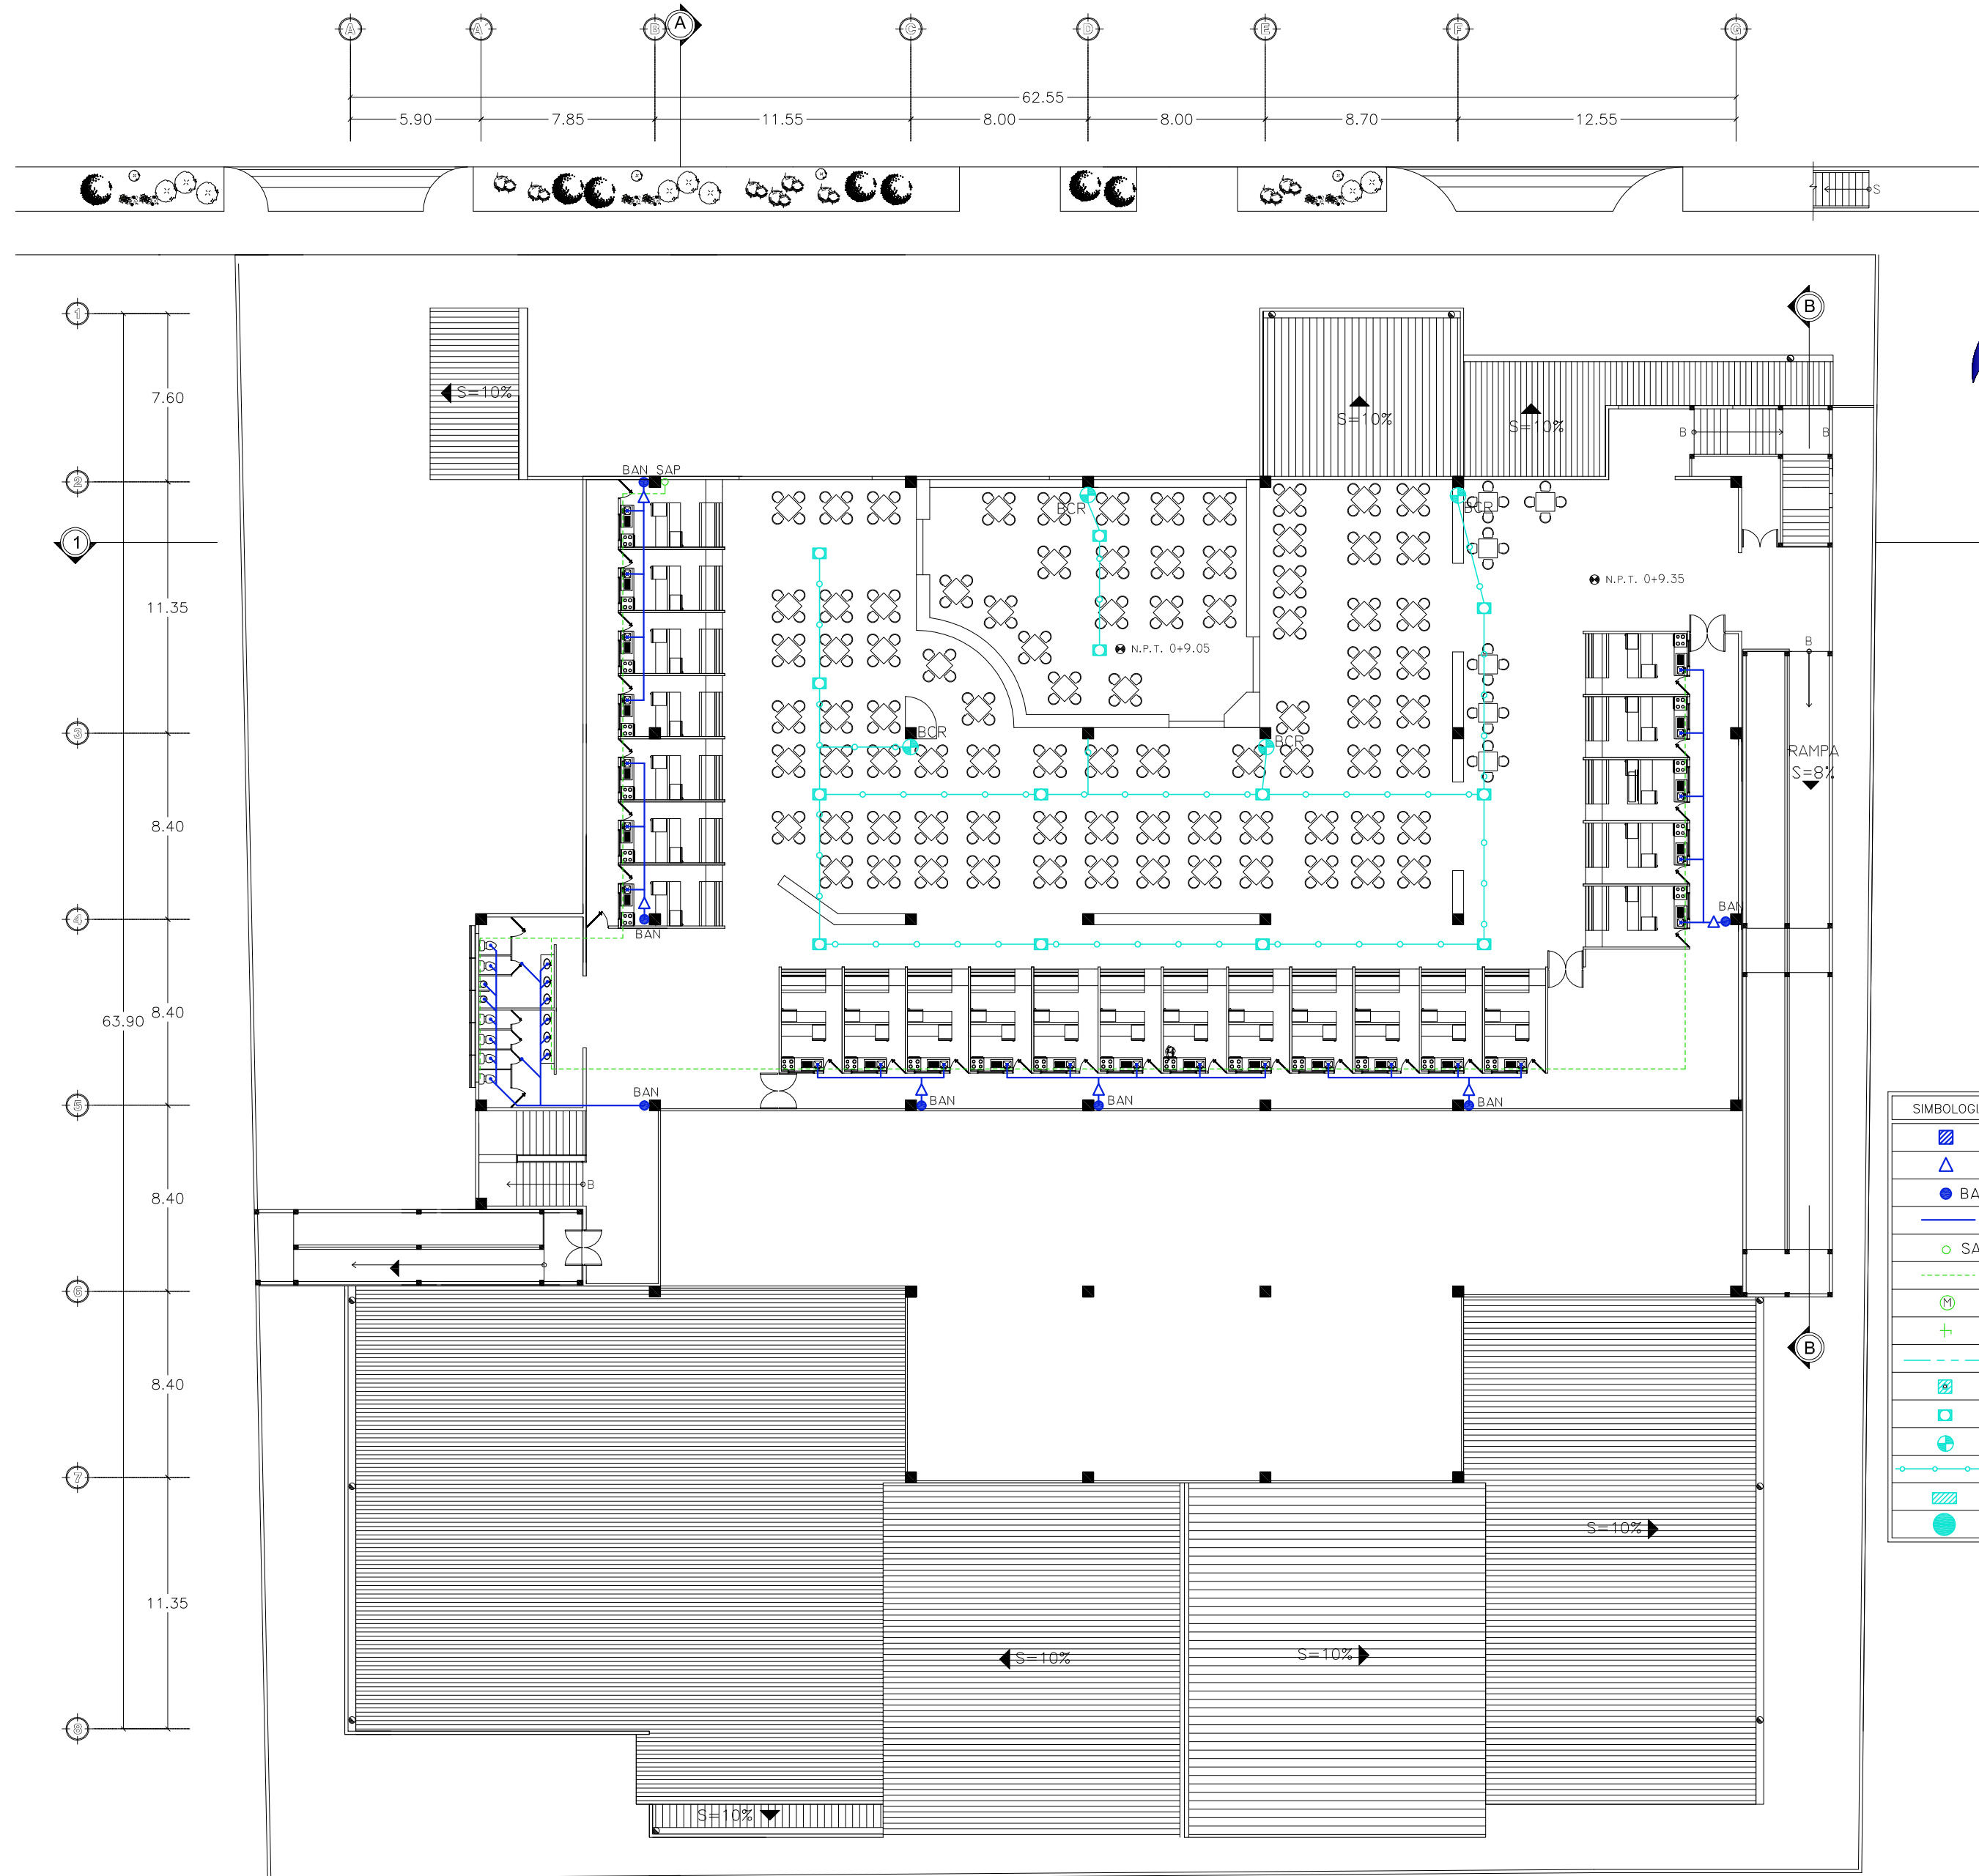 A A' B A C D E F G
62.55
5.90 7.85 11.55 8.00 8.00 8.70 12.55
S
1
B
7.60
S=10%
S=10%
S=10%
B B
2
BAN SAP
BCR
BCR
1
N.P.T. 0+9.35
11.35
N.P.T. 0+9.05
B
3
BCR
BCR
RAMPA
S=8%
8.40
4
BAN
BAN
63.90
8.40
5
BAN
BAN
BAN
BAN
SIMBOLOGI
B
BA
8.40
SA
6
M
B
8.40
7
S=10%
11.35
S=10%
S=10%
8
S=10%